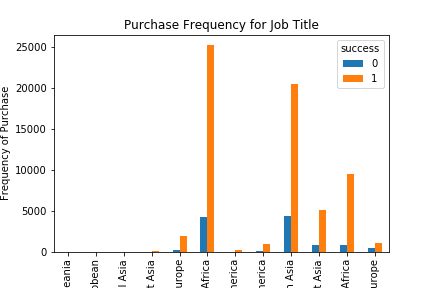 Purchase Frequency for Job Title
success
0
1
Frequency of Purchase
25000
20000
15000
10000
5000
0
eania
bbean
l Asia
t Asia
urope
Africa
merica
merica
n Asia
t Asia
Africa
urope